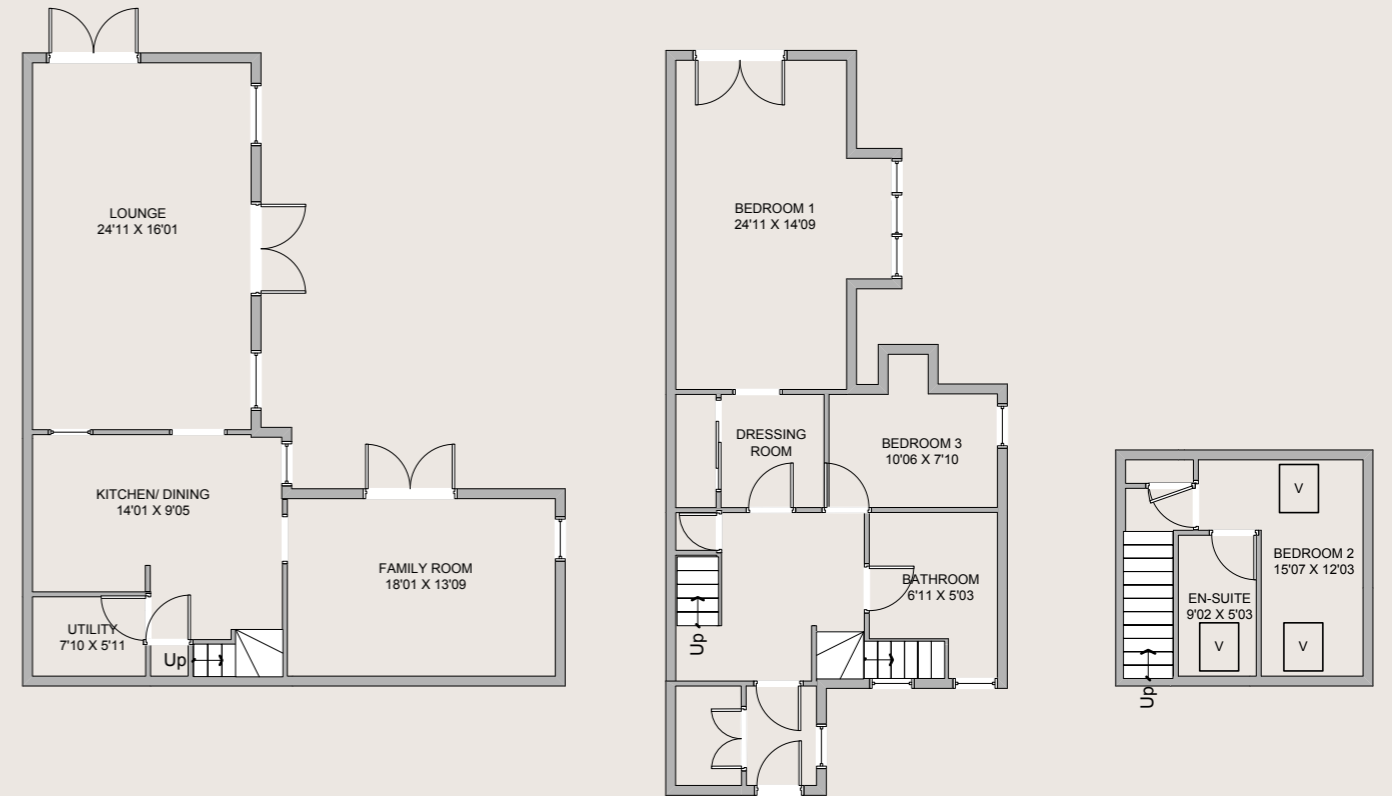 LOUNGE
24'11 X 16'01
KITCHEN/ DINING
14'01 X 9'05
FAMILY ROOM
18'01 X 13'09
UTILITY
7'10 X 5'11
Up
BEDROOM 1
24'11 X 14'09
DRESSING
ROOM
BEDROOM 3
10'06 X 7'10
BATHROOM
6'11 X 5'03
Up
V
BEDROOM 2
15'07 X 12'03
EN-SUITE
9'02 X 5'03
V
V
Up